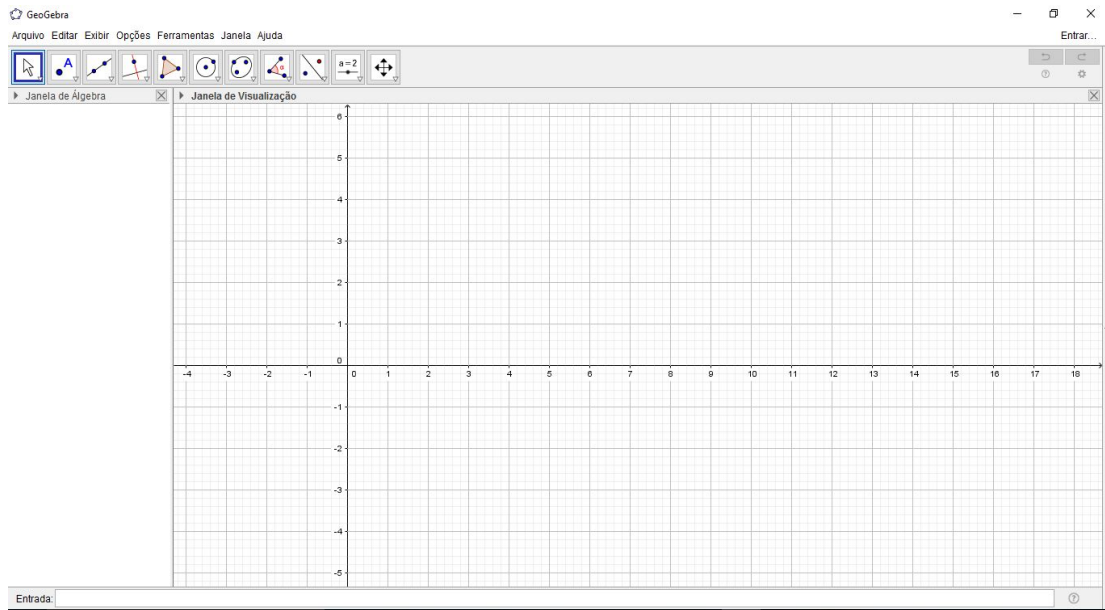 GeoGebra
Arquivo Editar Exibir Opções Ferramentas Janela Ajuda Entrar...
A a = 2
Janela de Álgebra Janela de Visualização
6
5
4
3
2
1
0
-4 -3 -2 -1 0 1 2 3 4 5 6 7 8 9 10 11 12 13 14 15 16 17 18
-1
-2
-3
-4
-5
Entrada: